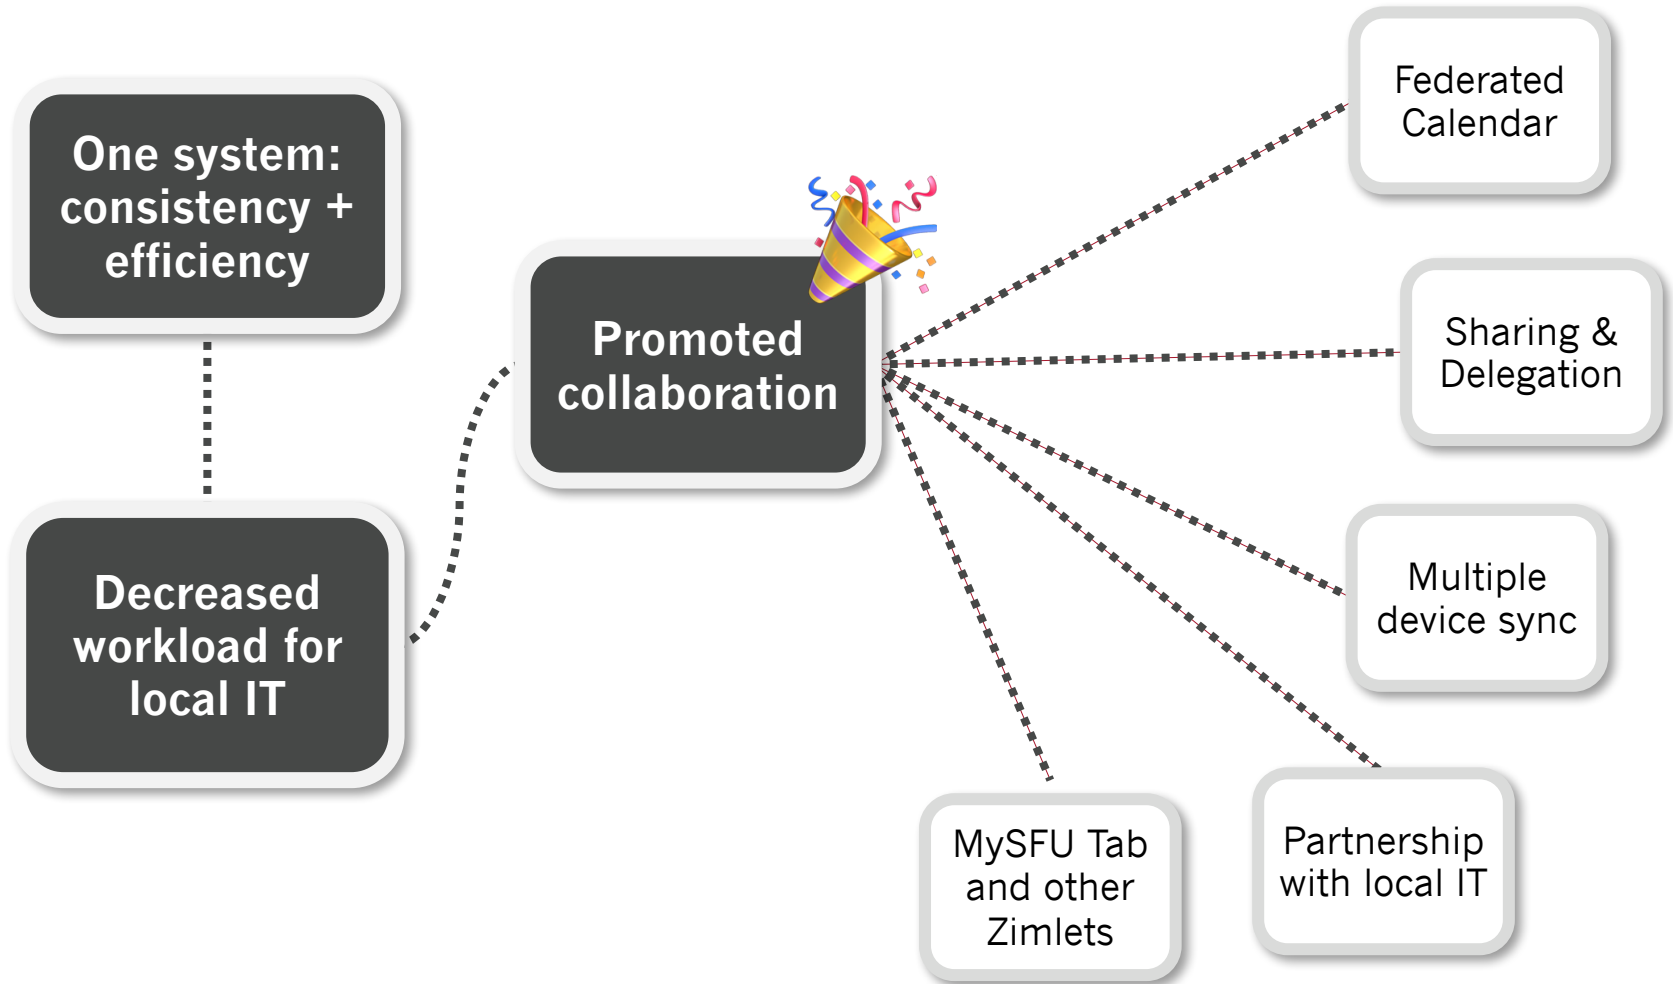 One system:
consistency +
efficiency
Decreased
workload for
local IT
Promoted
collaboration
Federated
Calendar
Sharing &
Delegation
Multiple
device sync
Partnership
with local IT
MySFU Tab
and other
Zimlets